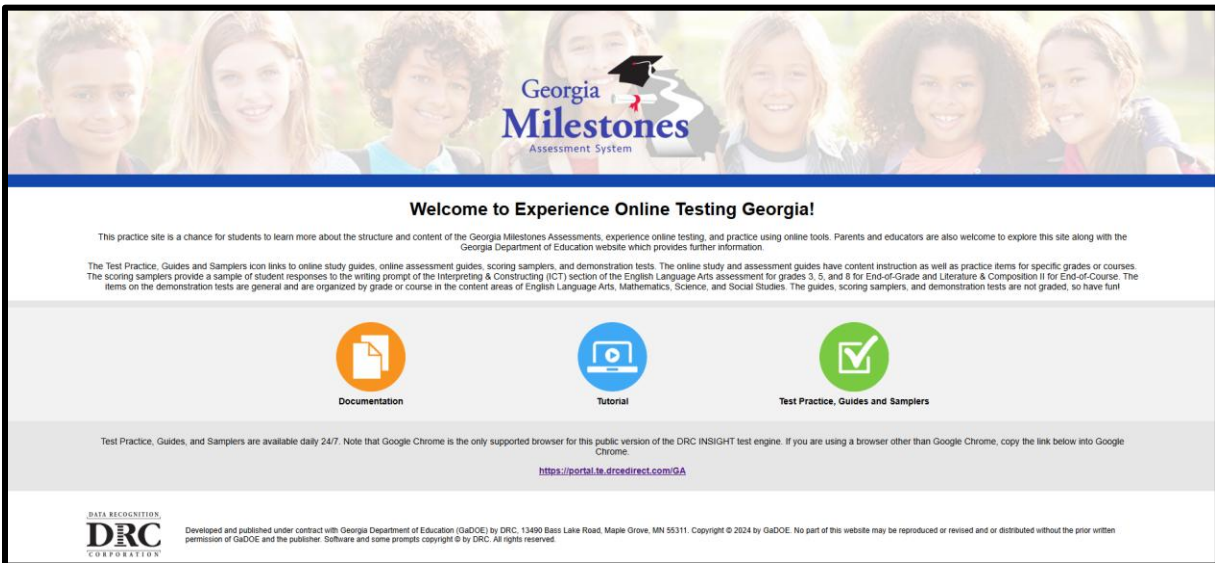 Georgia
Milestones
Assessment System
Welcome to Experience Online Testing Georgia!
This practice site is a chance for students to learn more about the structure and content of the Georgia Milestones Assessments, experience online testing, and practice using online tools. Parents and educators are also welcome to explore this site along with the
Georgia Department of Education website which provides further information.
The Test Practice, Guides and Samplers icon links to online study guides, online assessment guides, scoring samplers, and demonstration tests. The online study and assessment guides have content instruction as well as practice items for specific grades or courses.
The scoring samplers provide a sample of student responses to the writing prompt of the Interpreting & Constructing (ICT) section of the English Language Arts assessment for grades 3, 5, and 8 for End-of-Grade and Literature & Composition II for End-of-Course. The
items on the demonstration tests are general and are organized by grade or course in the content areas of English Language Arts, Mathematics, Science, and Social Studies. The guides, scoring samplers, and demonstration tests are not graded, so have fun!
Documentation
Tutorial
Test Practice, Guides and Samplers
Test Practice, Guides, and Samplers are available daily 24/7. Note that Google Chrome is the only supported browser for this public version of the DRC INSIGHT test engine. If you are using a browser other than Google Chrome, copy the link below into Google
Chrome.
https://portal.te.drcedirect.com/GA
DATA RECOGNITION
DRC
CORPORATION
Developed and published under contract with Georgia Department of Education (GaDOE) by DRC, 13490 Bass Lake Road, Maple Grove, MN 55311. Copyright © 2024 by GaDOE. No part of this website may be reproduced or revised and or distributed without the prior written
permission of GaDOE and the publisher. Software and some prompts copyright © by DRC. All rights reserved.